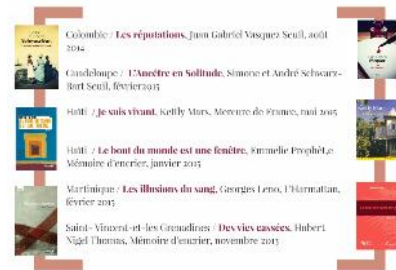 Colombie / Les réputations, Juan Gabriel Vasquez Seuil, août
2014
Guadeloupe / L'Ancêtre en Solitude, Simone et André Schwarz-
Bart Seuil, février 2015
Haïti / Je suis vivant, Kettly Mars, Mercure de France, mai 2015
Haïti / Le bout du monde est une fenêtre, Emmelie Prophète
Mémoire d'encrier, janvier 2015
Martinique / Les illusions du sang, Georges Leno, l'Harmattan,
février 2015
Saint-Vincent-et-les Grenadines / Des vies cassées, Hubert
Nigel Thomas, Mémoire d'encrier, novembre 2013